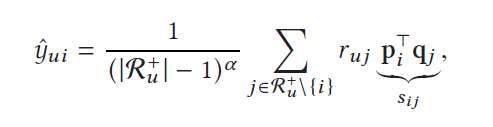 $$\hat{y}_{ui} = \frac{1}{(|\mathcal{R}_u^+| - 1)^\alpha} \sum_{j \in \mathcal{R}_u^+ \setminus \{i\}} r_{uj} \underbrace{\mathbf{p}_i^\top \mathbf{q}_j}_{s_{ij}},$$